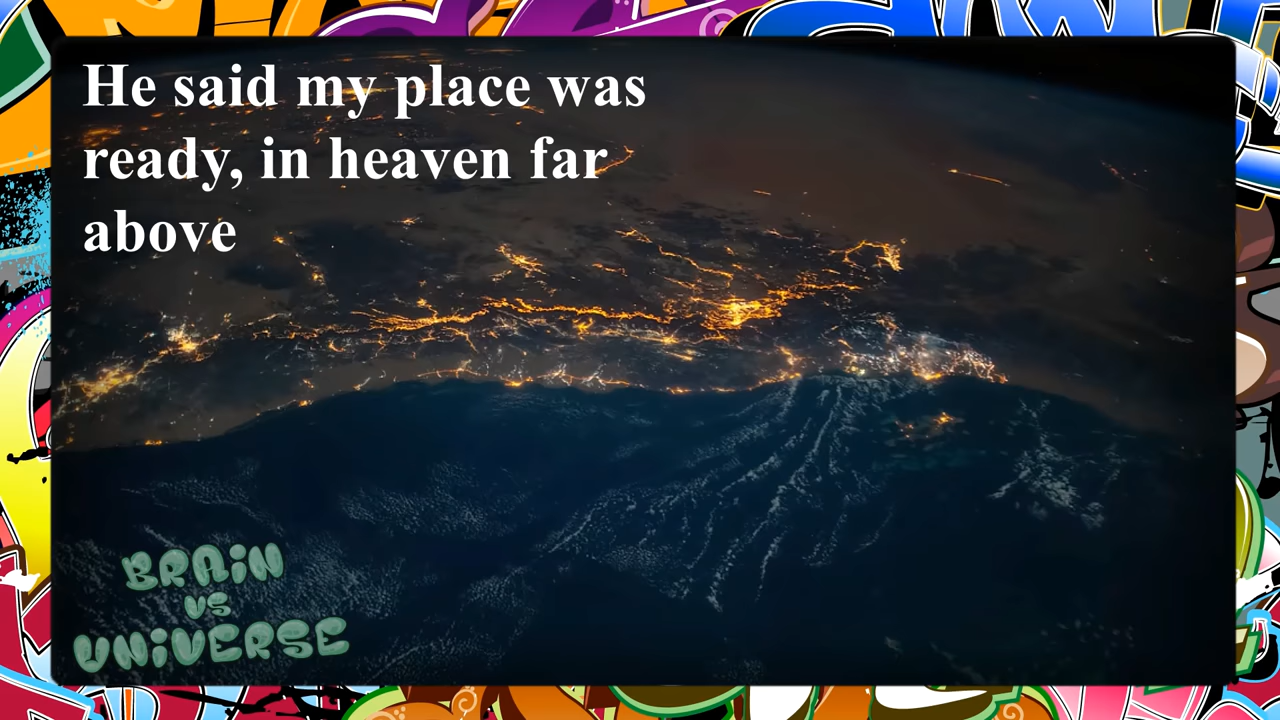 He said my place was
ready, in heaven far
above
BRAiN
VS
UNiVERSE